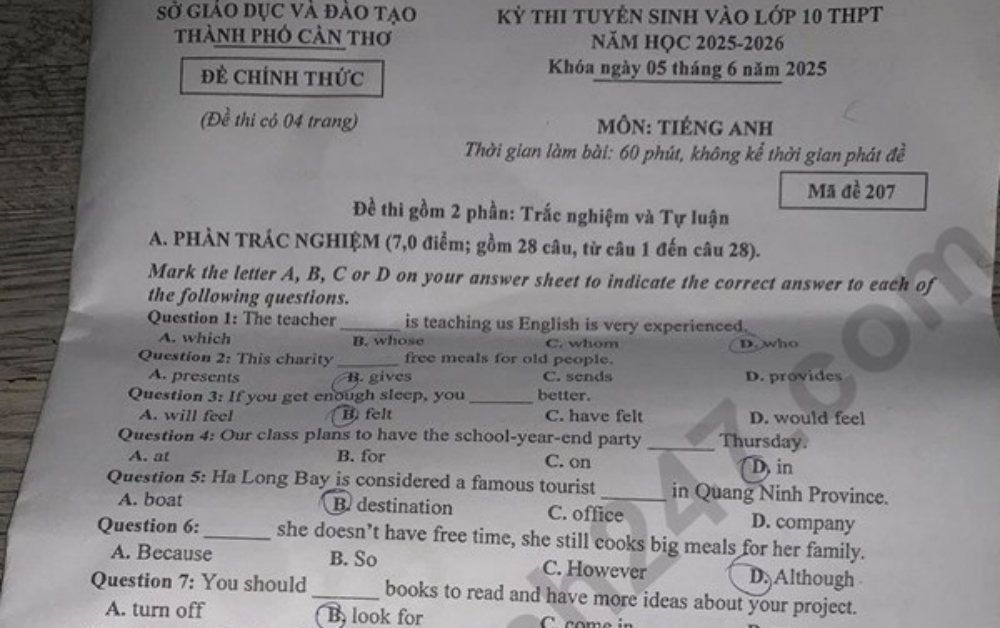 SỞ GIÁO DỤC VÀ ĐÀO TẠO
THÀNH PHỐ CẦN THƠ
ĐỀ CHÍNH THỨC
(Đề thi có 04 trang)
KỲ THI TUYỂN SINH VÀO LỚP 10 THPT
NĂM HỌC 2025-2026
Khóa ngày 05 tháng 6 năm 2025
MÔN: TIẾNG ANH
Thời gian làm bài: 60 phút, không kể thời gian phát đề
Mã đề 207
Đề thi gồm 2 phần: Trắc nghiệm và Tự luận
A. PHẦN TRẮC NGHIỆM (7,0 điểm; gồm 28 câu, từ câu 1 đến câu 28).
Mark the letter A, B, C or D on your answer sheet to indicate the correct answer to each of
the following questions.
Question 1: The teacher ______ is teaching us English is very experienced.
A. which B. whose C. whom D. who
Question 2: This charity ______ free meals for old people.
A. presents B. gives C. sends D. provides
Question 3: If you get enough sleep, you ______ better.
A. will feel B. felt C. have felt D. would feel
Question 4: Our class plans to have the school-year-end party ______ Thursday.
A. at B. for C. on D. in
Question 5: Ha Long Bay is considered a famous tourist ______ in Quang Ninh Province.
A. boat B. destination C. office D. company
Question 6: ______ she doesn't have free time, she still cooks big meals for her family.
A. Because B. So C. However D. Although
Question 7: You should ______ books to read and have more ideas about your project.
A. turn off B. look for C. come in
h247.com